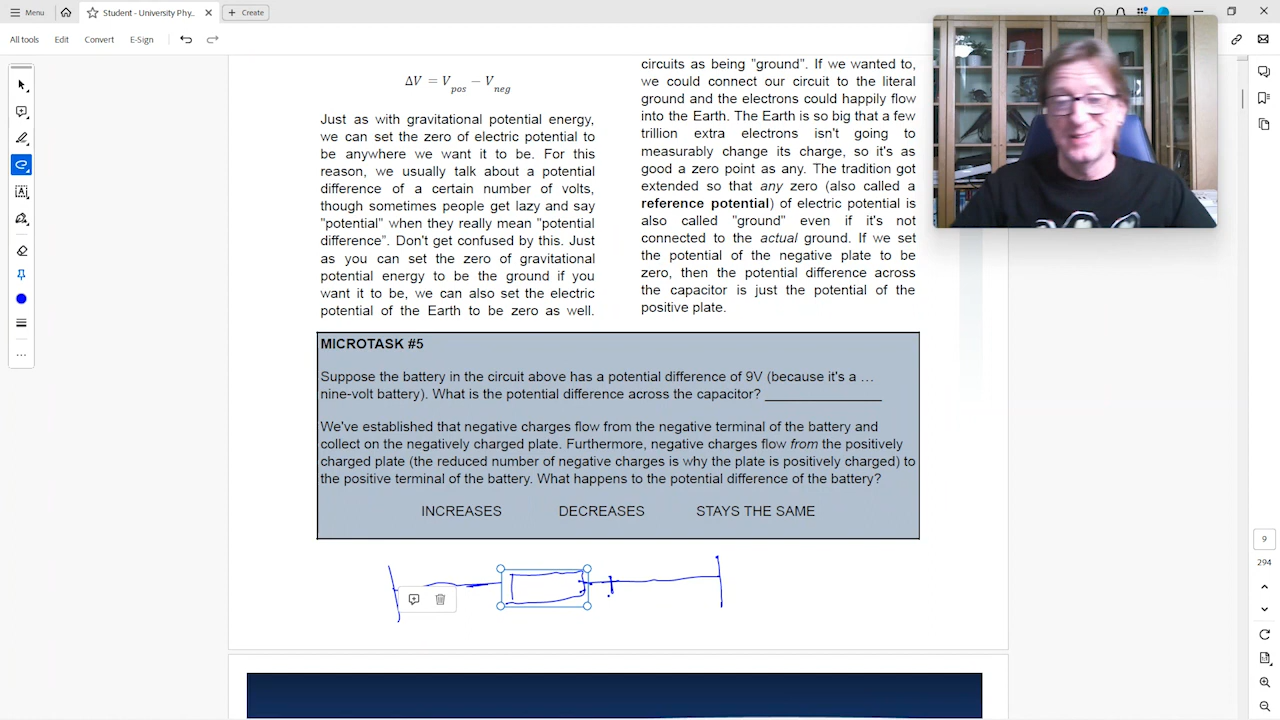 Menu
Student - University Phy...
Create
All tools
Edit
Convert
E-Sign
ΔV = Vpos − Vneg
Just as with gravitational potential energy,
we can set the zero of electric potential to
be anywhere we want it to be. For this
reason, we usually talk about a potential
difference of a certain number of volts,
though sometimes people get lazy and say
"potential" when they really mean "potential
difference". Don't get confused by this. Just
as you can set the zero of gravitational
potential energy to be the ground if you
want it to be, we can also set the electric
potential of the Earth to be zero as well.
circuits as being "ground". If we wanted to,
we could connect our circuit to the literal
ground and the electrons could happily flow
into the Earth. The Earth is so big that a few
trillion extra electrons isn't going to
measurably change its charge, so it's as
good a zero point as any. The tradition got
extended so that any zero (also called a
reference potential) of electric potential is
also called "ground" even if it's not
connected to the actual ground. If we set
the potential of the negative plate to be
zero, then the potential difference across
the capacitor is just the potential of the
positive plate.
MICROTASK #5
Suppose the battery in the circuit above has a potential difference of 9V (because it's a …
nine-volt battery). What is the potential difference across the capacitor? _______________
We've established that negative charges flow from the negative terminal of the battery and
collect on the negatively charged plate. Furthermore, negative charges flow from the positively
charged plate (the reduced number of negative charges is why the plate is positively charged) to
the positive terminal of the battery. What happens to the potential difference of the battery?
INCREASES DECREASES STAYS THE SAME
9
294